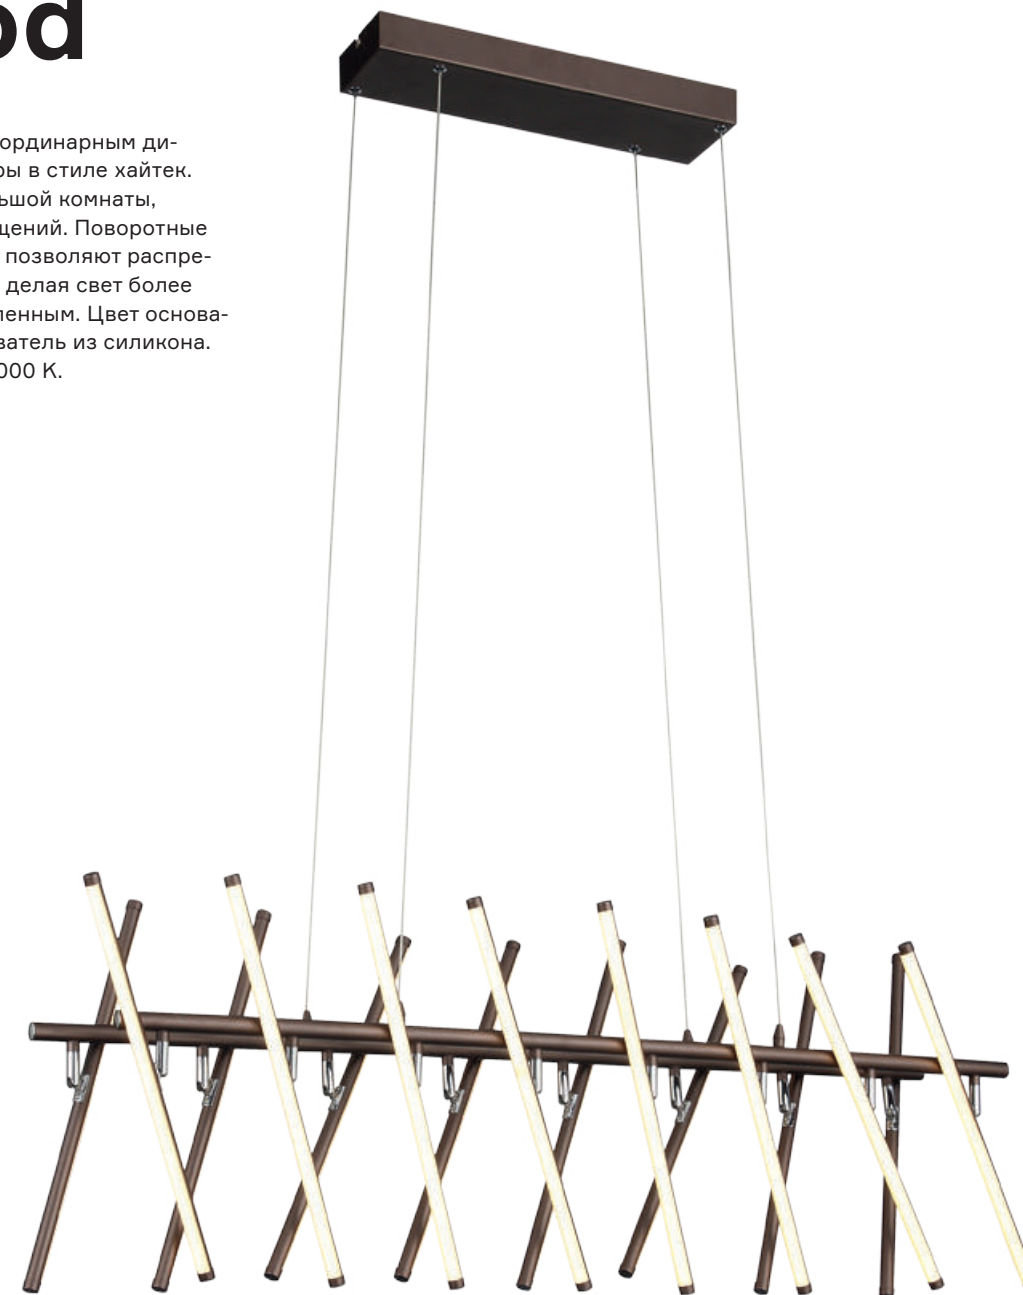 od
ординарным ди-
ры в стиле хайтек.
ьшой комнаты,
щений. Поворотные
позволяют распре-
делая свет более
ленным. Цвет основа-
ватель из силикона.
000 K.